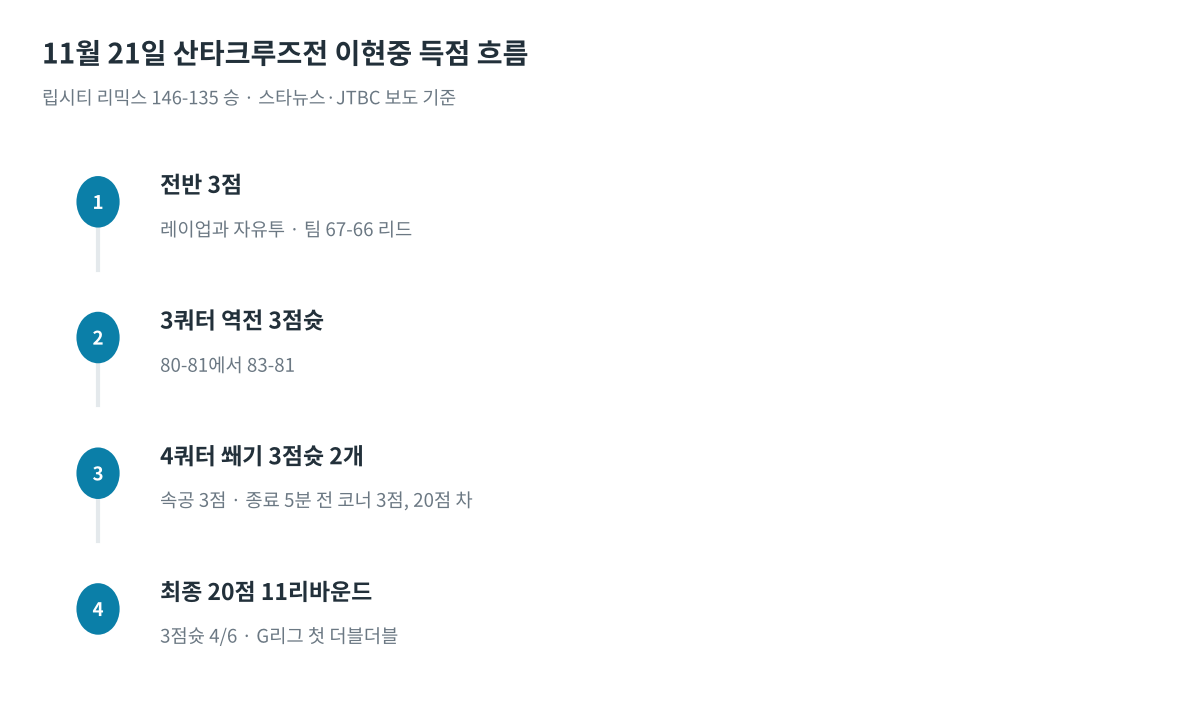 11월 21일 산타크루즈전 이현중 득점 흐름
립시티 리믹스 146-135 승 · 스타뉴스·JTBC 보도 기준
1
전반 3점
레이업과 자유투 · 팀 67-66 리드
2
3쿼터 역전 3점슛
80-81에서 83-81
3
4쿼터 쐐기 3점슛 2개
속공 3점 · 종료 5분 전 코너 3점, 20점 차
4
최종 20점 11리바운드
3점슛 4/6 · G리그 첫 더블더블